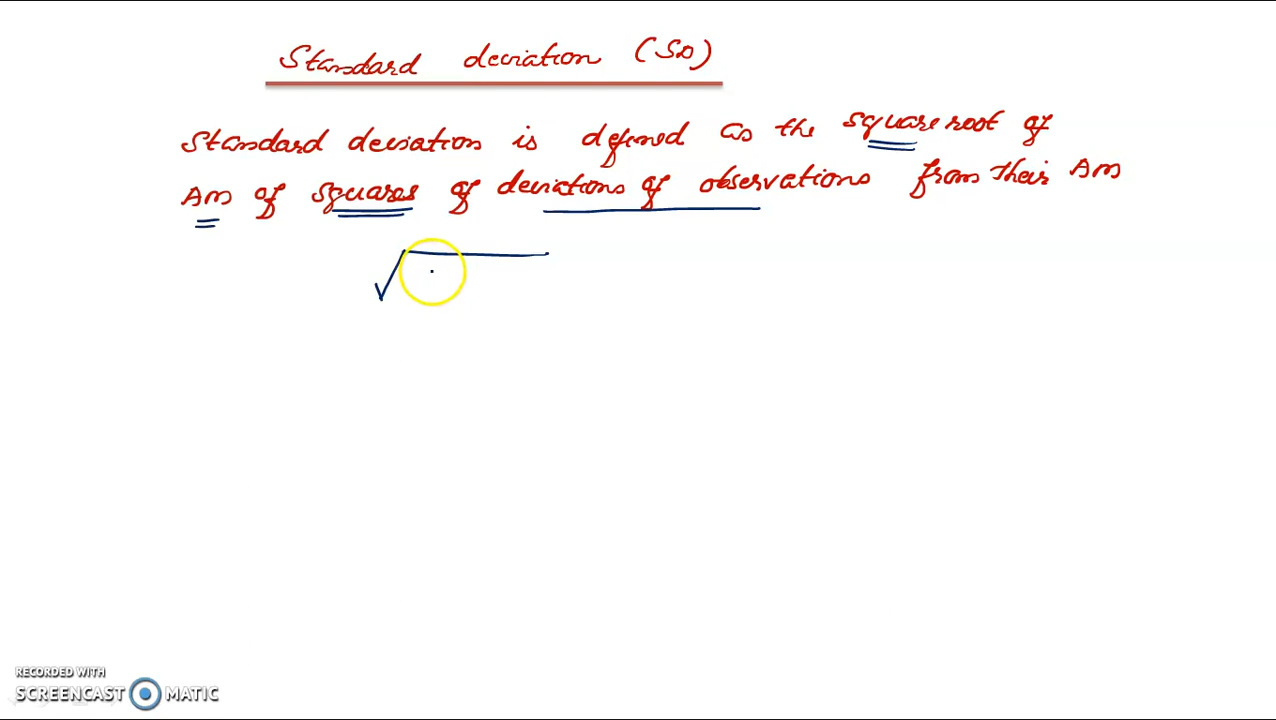 Standard deviation (SD)
Standard deviation is defined as the square root of
Am of squares of deviations of observations from their Am
√
RECORDED WITH
SCREENCAST MATIC